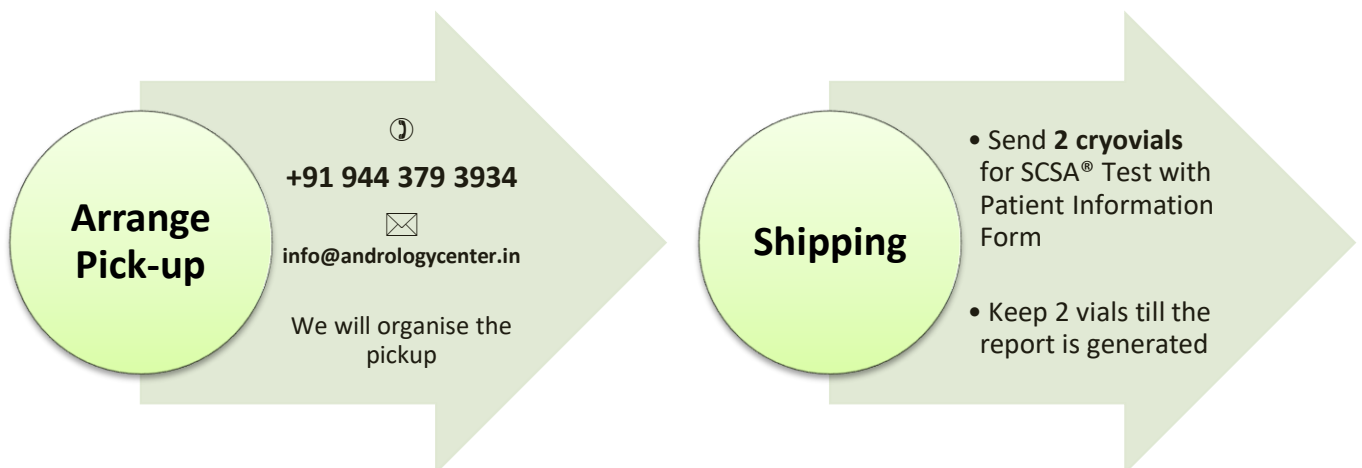 Arrange
Pick-up
+91 944 379 3934
info@andrologycenter.in
We will organise the
pickup
Shipping
• Send 2 cryovials
for SCSA® Test with
Patient Information
Form
• Keep 2 vials till the
report is generated